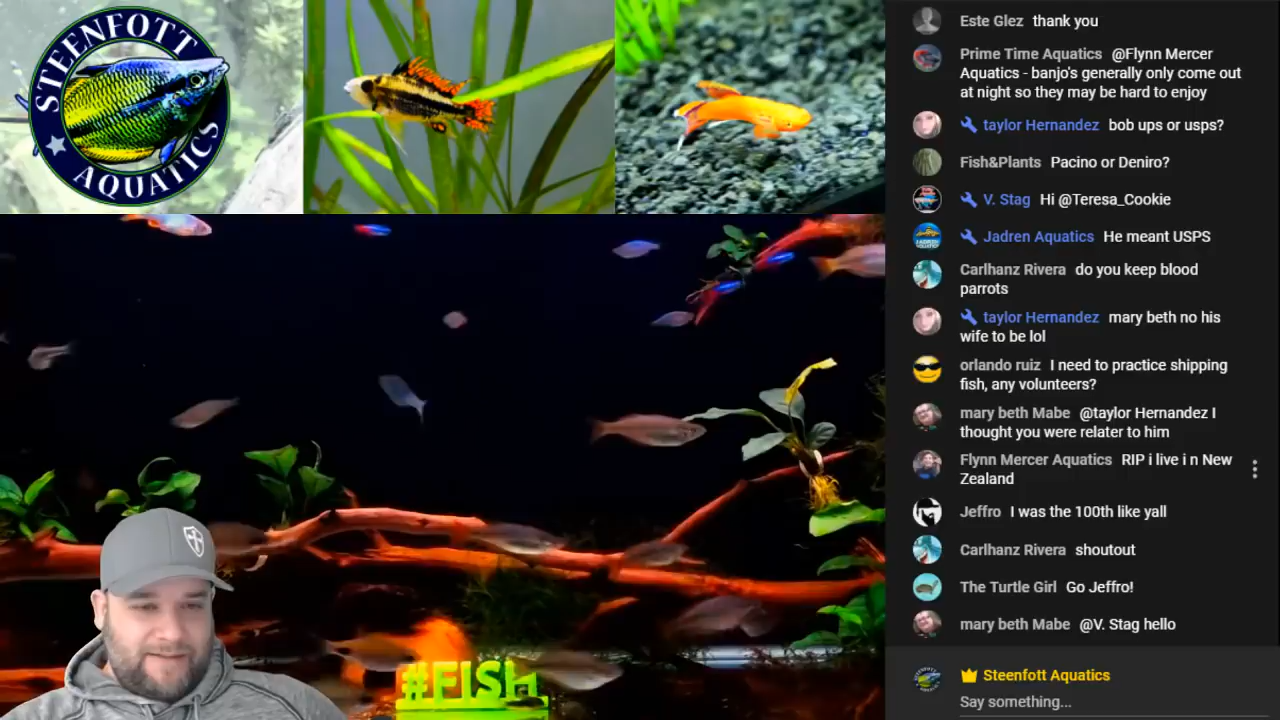 STEENFOTT
AQUATICS
#FISH
Este Glez thank you
Prime Time Aquatics @Flynn Mercer
Aquatics - banjo's generally only come out
at night so they may be hard to enjoy
taylor Hernandez bob ups or usps?
Fish&Plants Pacino or Deniro?
V. Stag Hi @Teresa_Cookie
Jadren Aquatics He meant USPS
Carlhanz Rivera do you keep blood
parrots
taylor Hernandez mary beth no his
wife to be lol
orlando ruiz I need to practice shipping
fish, any volunteers?
mary beth Mabe @taylor Hernandez I
thought you were relater to him
Flynn Mercer Aquatics RIP i live i n New
Zealand
Jeffro I was the 100th like yall
Carlhanz Rivera shoutout
The Turtle Girl Go Jeffro!
mary beth Mabe @V. Stag hello
Steenfott Aquatics
Say something...